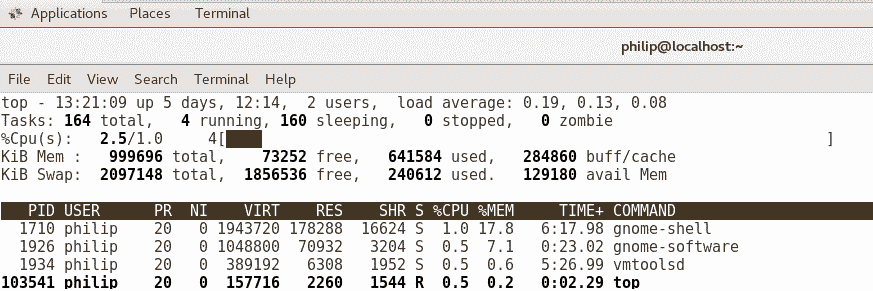 Applications Places Terminal
philip@localhost:~
File Edit View Search Terminal Help
top - 13:21:09 up 5 days, 12:14, 2 users, load average: 0.19, 0.13, 0.08
Tasks: 164 total, 4 running, 160 sleeping, 0 stopped, 0 zombie
%Cpu(s): 2.5/1.0 4[ ]
KiB Mem : 999696 total, 73252 free, 641584 used, 284860 buff/cache
KiB Swap: 2097148 total, 1856536 free, 240612 used. 129180 avail Mem
PID USER PR NI VIRT RES SHR S %CPU %MEM TIME+ COMMAND
1710 philip 20 0 1943720 178288 16624 S 1.0 17.8 6:17.98 gnome-shell
1926 philip 20 0 1048800 70932 3204 S 0.5 7.1 0:23.02 gnome-software
1934 philip 20 0 389192 6308 1952 S 0.5 0.6 5:26.99 vmtoolsd
103541 philip 20 0 157716 2260 1544 R 0.5 0.2 0:02.29 top